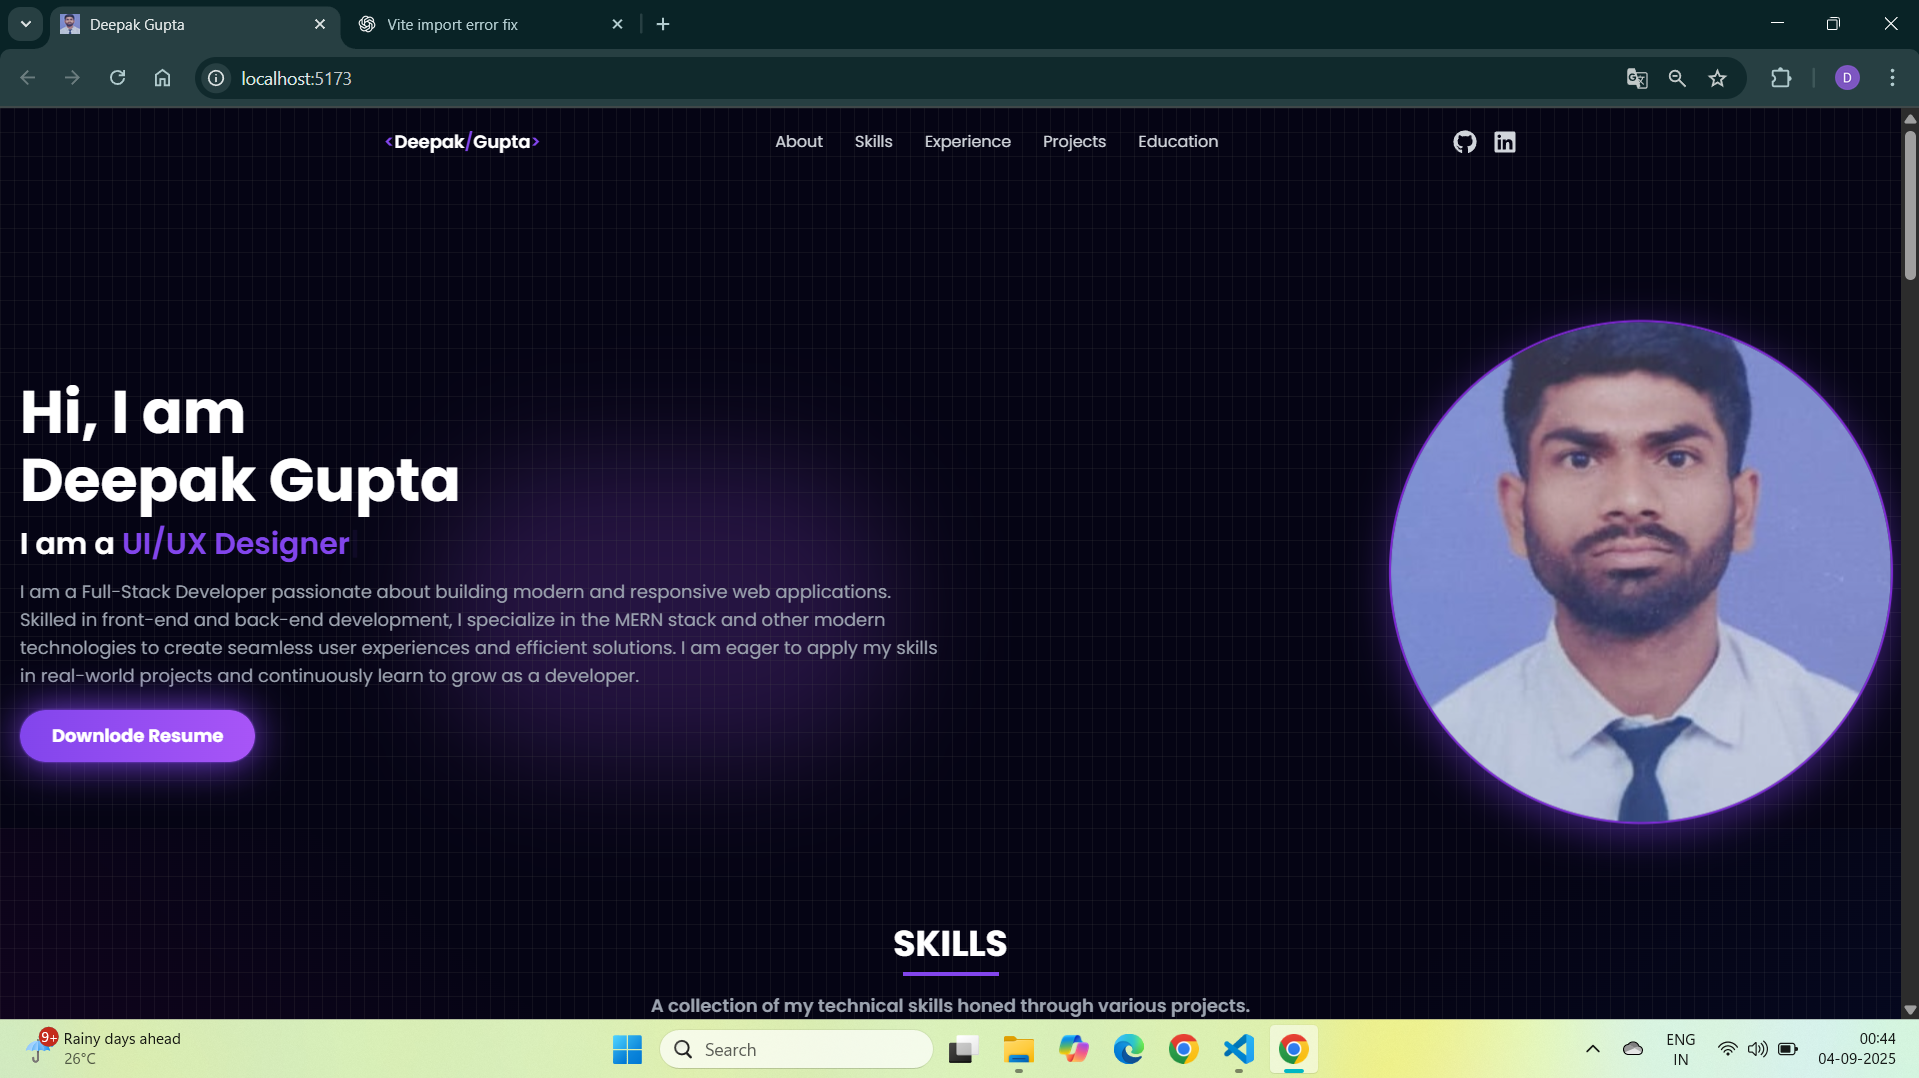 Deepak Gupta
Vite import error fix
localhost:5173
D
<Deepak/Gupta>
About
Skills
Experience
Projects
Education
Hi, I am
Deepak Gupta
I am a UI/UX Designer
I am a Full-Stack Developer passionate about building modern and responsive web applications.
Skilled in front-end and back-end development, I specialize in the MERN stack and other modern
technologies to create seamless user experiences and efficient solutions. I am eager to apply my skills
in real-world projects and continuously learn to grow as a developer.
Downlode Resume
SKILLS
A collection of my technical skills honed through various projects.
9+
Rainy days ahead
26°C
Search
ENG
IN
00:44
04-09-2025